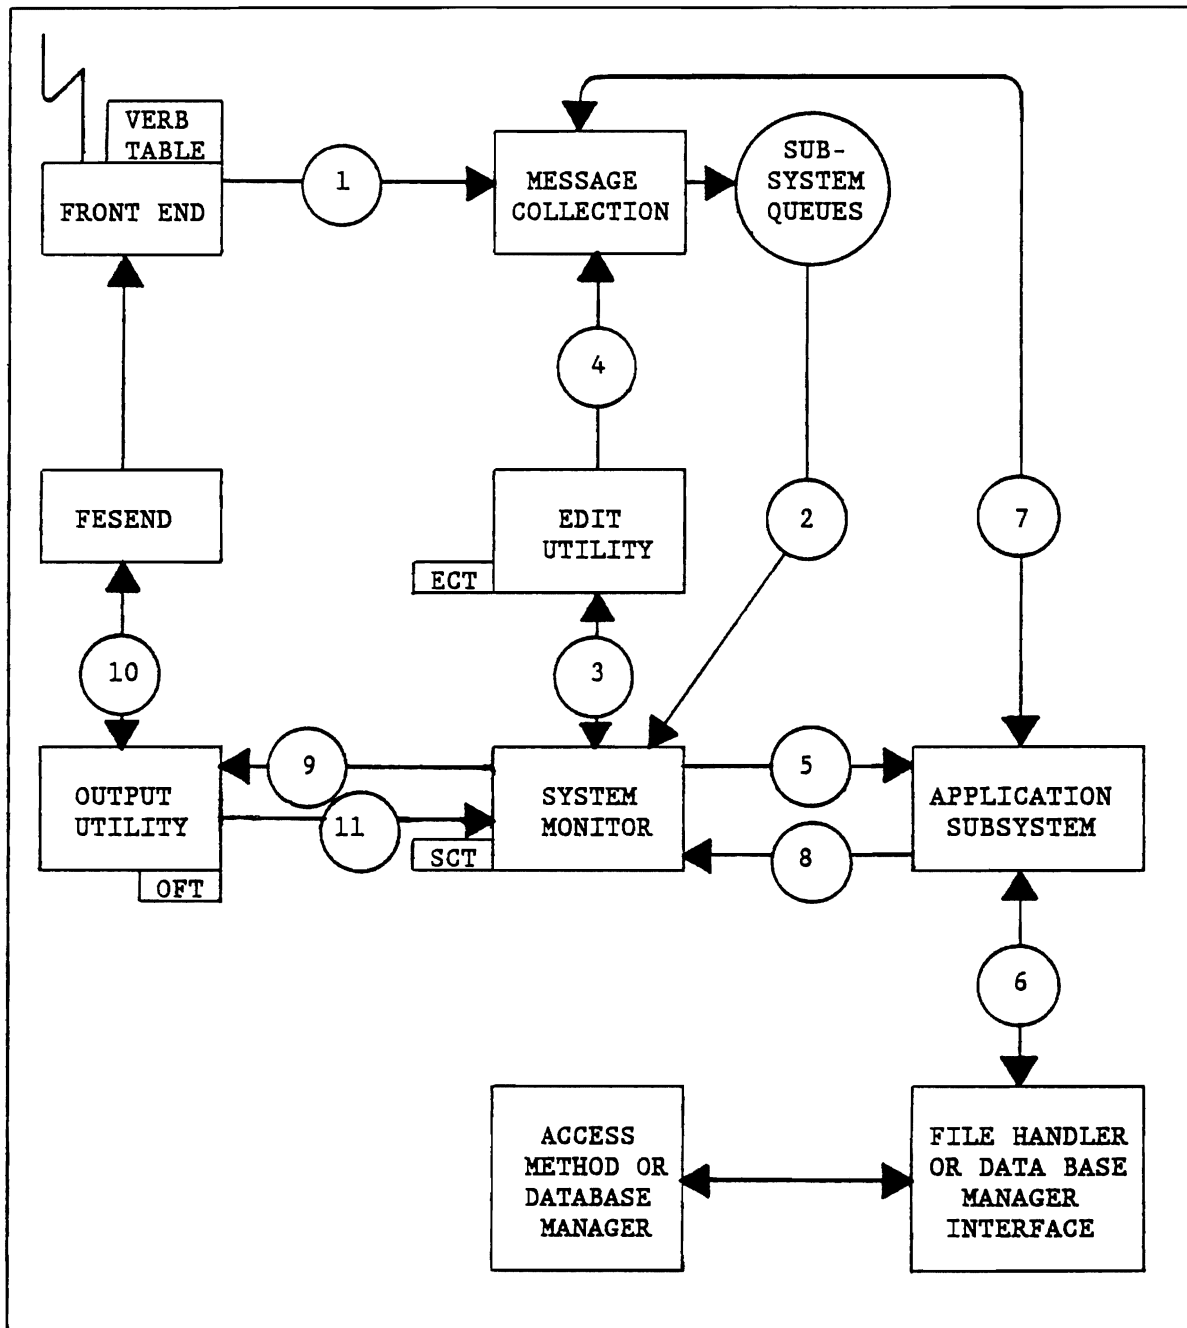 VERB
TABLE
FRONT END
1
MESSAGE
COLLECTION
SUB-
SYSTEM
QUEUES
4
FESEND
EDIT
UTILITY
ECT
2
7
10
3
9
5
OUTPUT
UTILITY
OFT
11
SYSTEM
MONITOR
SCT
8
APPLICATION
SUBSYSTEM
6
ACCESS
METHOD OR
DATABASE
MANAGER
FILE HANDLER
OR DATA BASE
MANAGER
INTERFACE